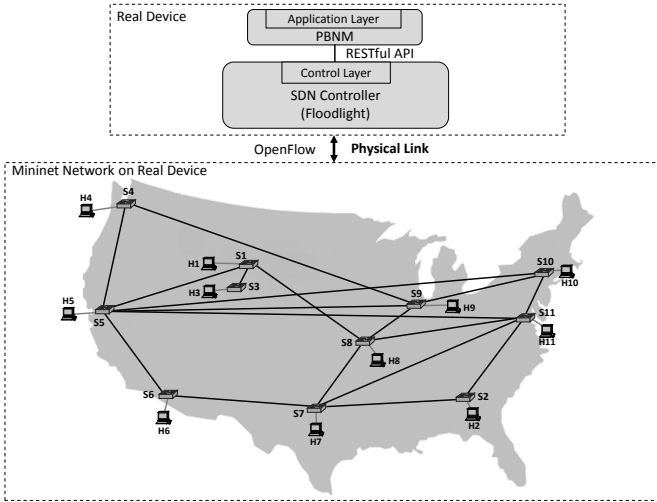 Real Device
Application Layer
PBNM
RESTful API
Control Layer
SDN Controller
(Floodlight)
OpenFlow
Physical Link
Mininet Network on Real Device
H4
S4
H1
S1
H3
S3
S10
H10
H5
S5
S9
H9
S11
H11
S8
H8
S6
H6
S7
H7
S2
H2